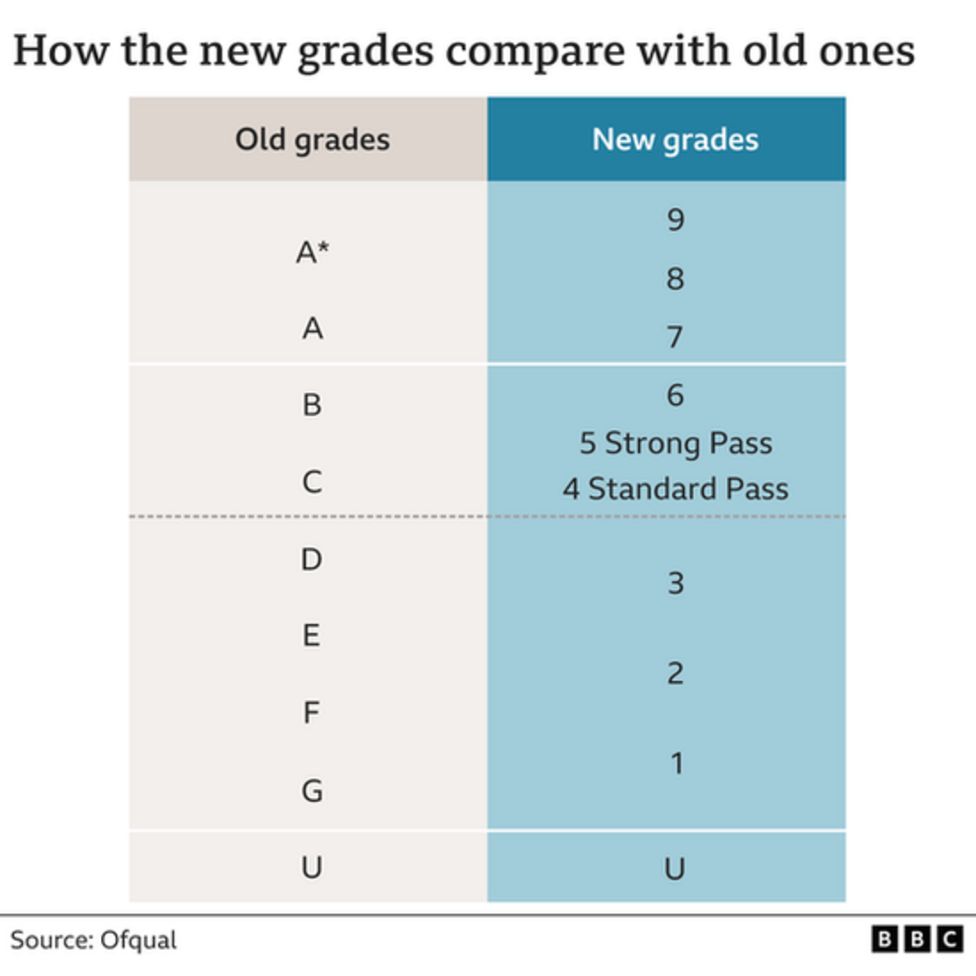 How the new grades compare with old ones
Old grades New grades
9
A*
8
A
7
B
6
5 Strong Pass
C
4 Standard Pass
D
3
E
2
F
1
G
U U
Source: Ofqual BBC